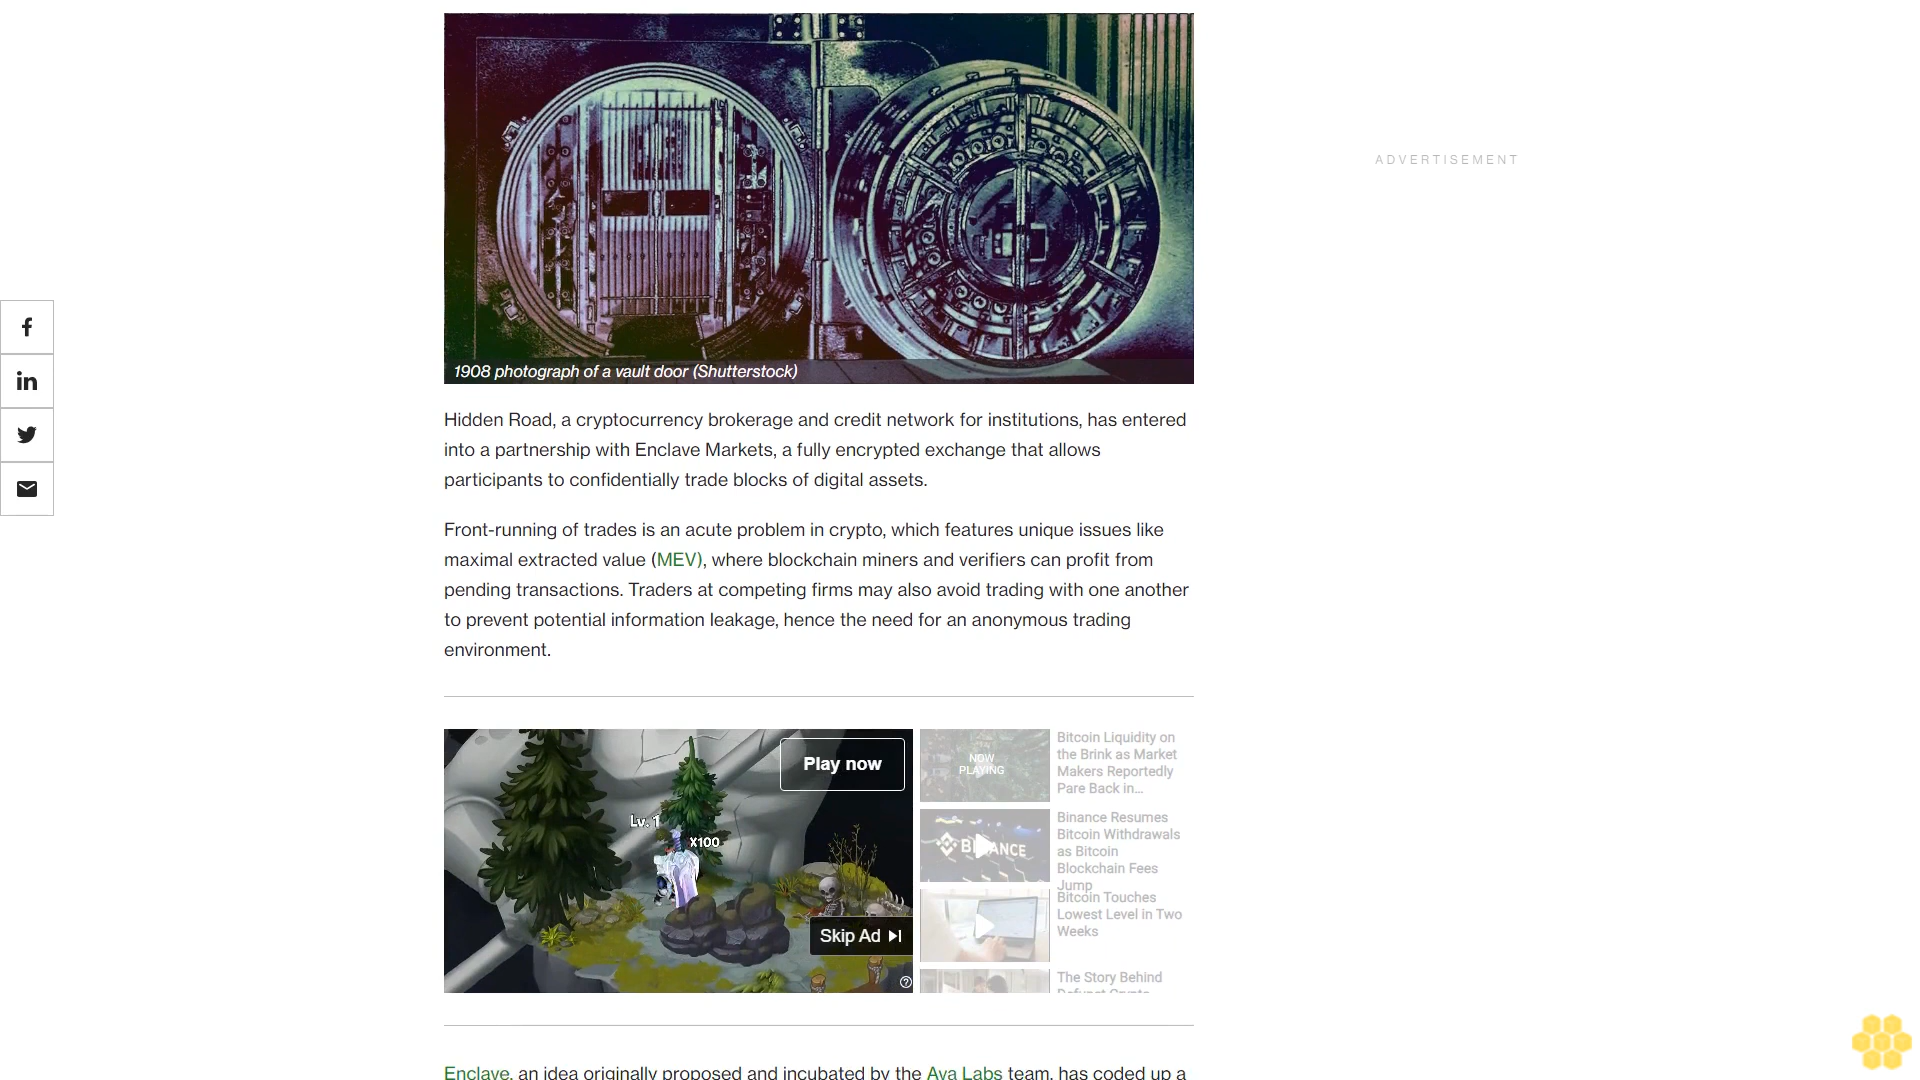 ADVERTISEMENT
1908 photograph of a vault door (Shutterstock)
Hidden Road, a cryptocurrency brokerage and credit network for institutions, has entered
into a partnership with Enclave Markets, a fully encrypted exchange that allows
participants to confidentially trade blocks of digital assets.
Front-running of trades is an acute problem in crypto, which features unique issues like
maximal extracted value (MEV), where blockchain miners and verifiers can profit from
pending transactions. Traders at competing firms may also avoid trading with one another
to prevent potential information leakage, hence the need for an anonymous trading
environment.
Play now
Lv. 1
X100
Skip Ad
NOW
PLAYING
Bitcoin Liquidity on
the Brink as Market
Makers Reportedly
Pare Back in...
BINANCE
Binance Resumes
Bitcoin Withdrawals
as Bitcoin
Blockchain Fees
Jump
Bitcoin Touches
Lowest Level in Two
Weeks
The Story Behind
Defunct Crypto
Enclave, an idea originally proposed and incubated by the Ava Labs team, has coded up a